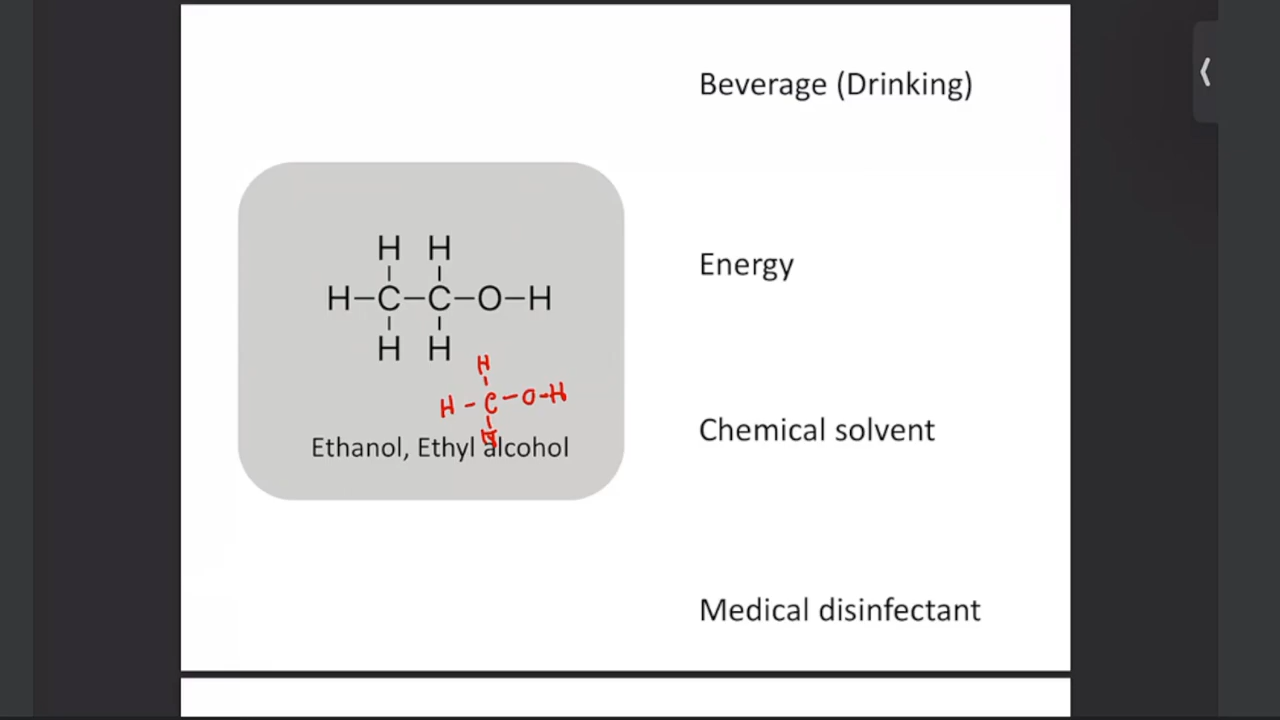 Beverage (Drinking)
H H
H–C–C–O–H
H H
Energy
H
H-C-O-H
H
Ethanol, Ethyl alcohol
Chemical solvent
Medical disinfectant